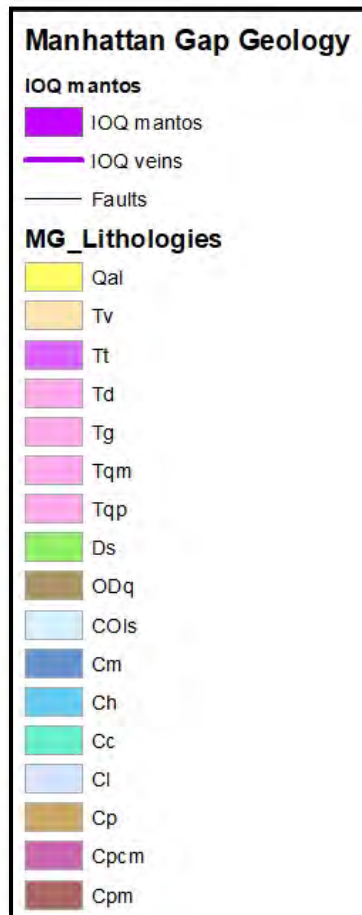 Manhattan Gap Geology
IOQ mantos
IOQ mantos
IOQ veins
Faults
MG_Lithologies
Qal
Tv
Tt
Td
Tg
Tqm
Tqp
Ds
ODq
COls
Cm
Ch
Cc
Cl
Cp
Cpcm
Cpm